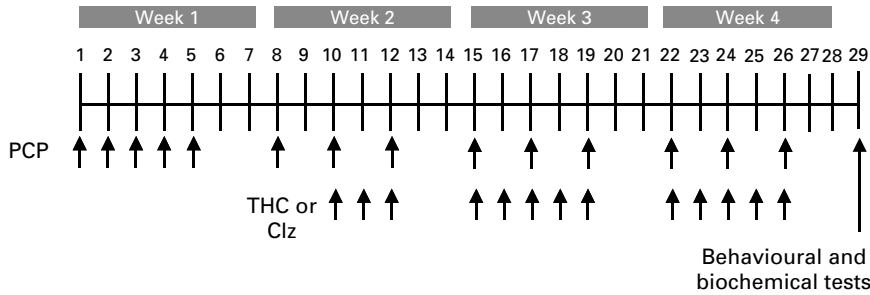 Week 1 Week 2 Week 3 Week 4
1 2 3 4 5 6 7 8 9 10 11 12 13 14 15 16 17 18 19 20 21 22 23 24 25 26 27 28 29
PCP
THC or
Clz
Behavioural and
biochemical tests